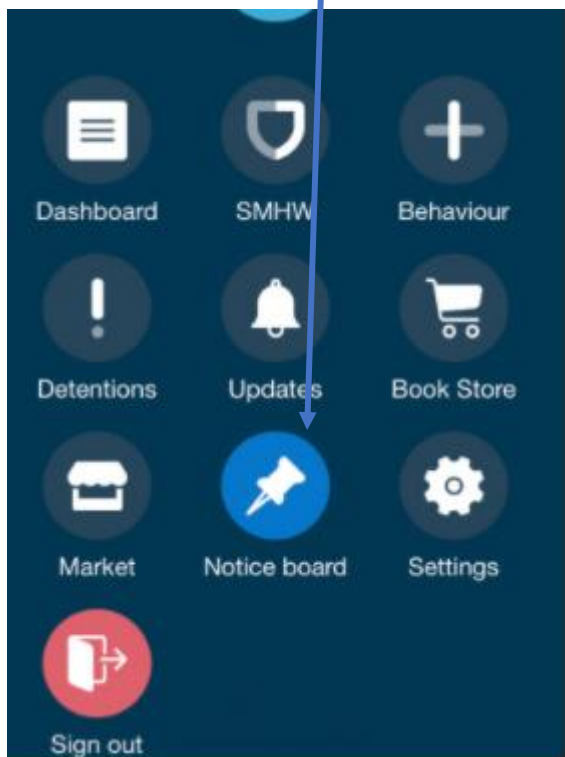 Dashboard SMHW Behaviour
Detentions Updates Book Store
Market Notice board Settings
Sign out